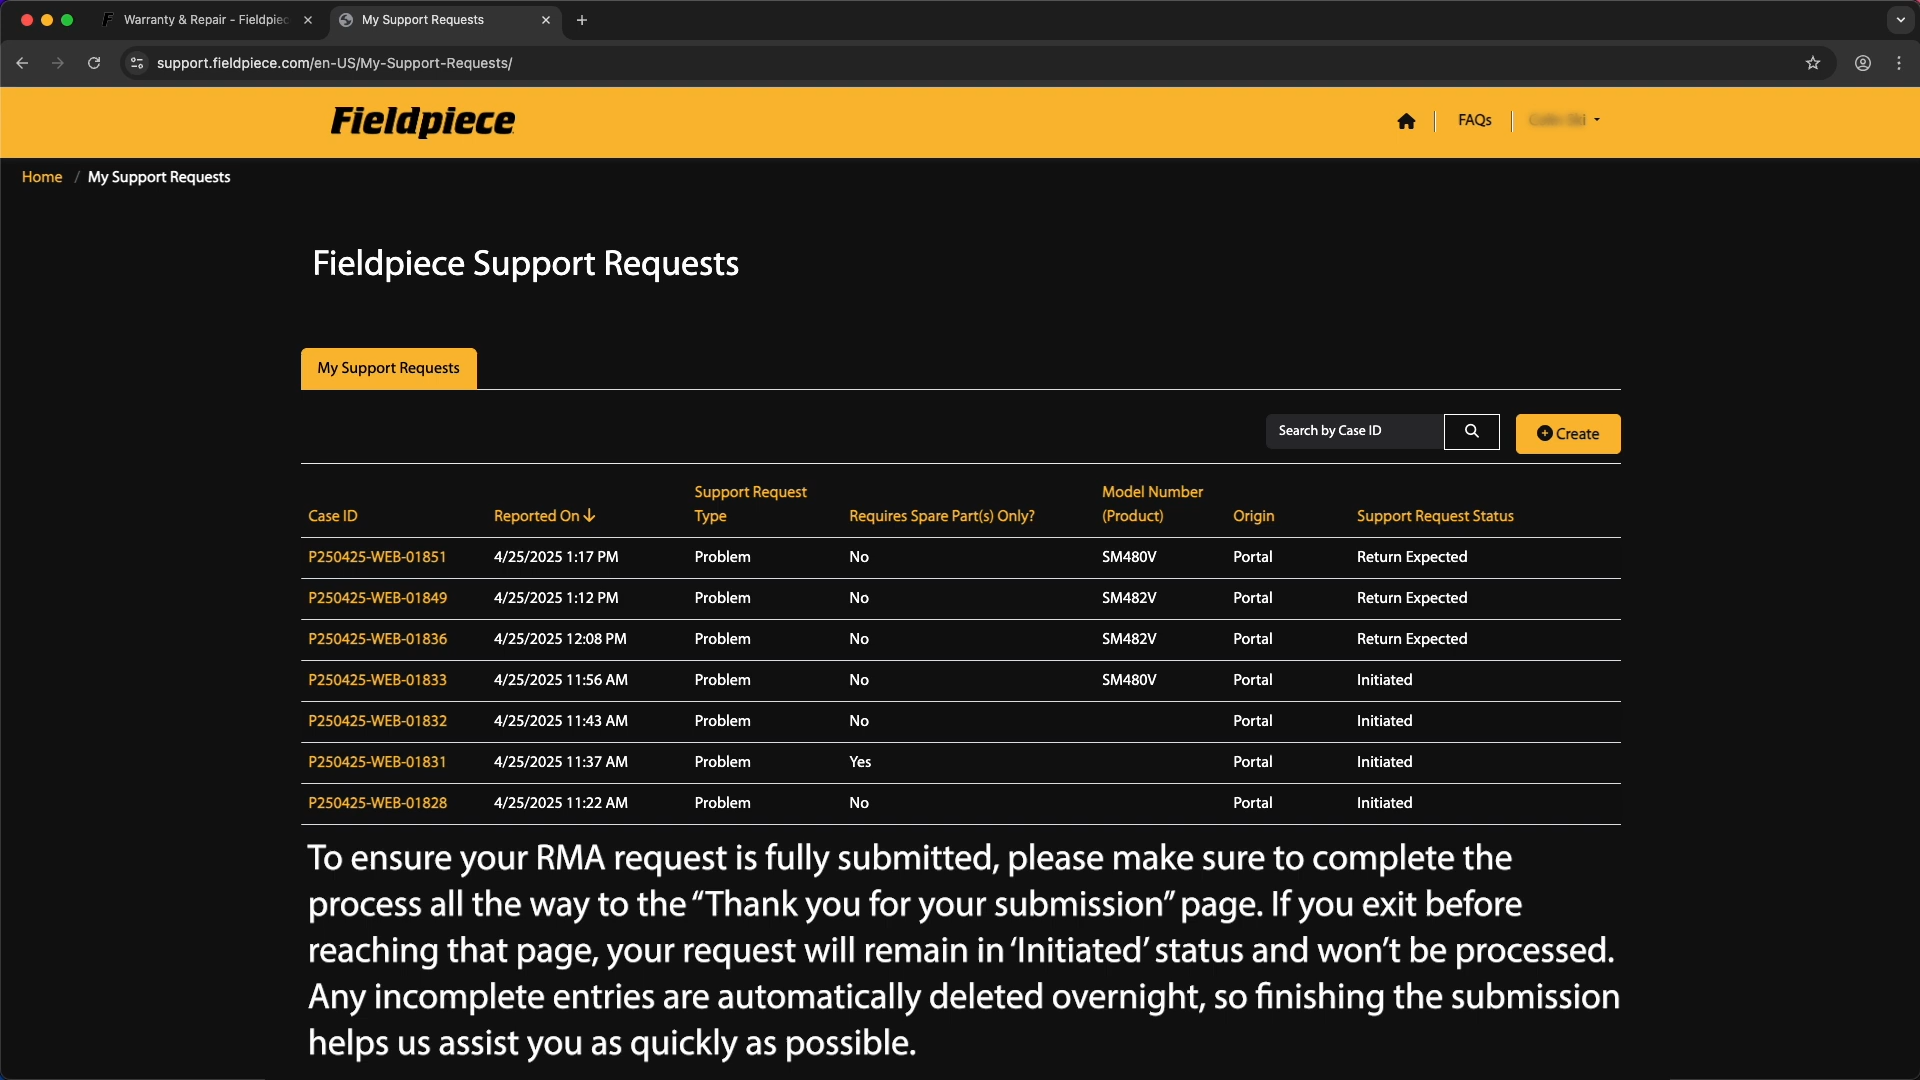 Warranty & Repair - Fieldpiec
My Support Requests
support.fieldpiece.com/en-US/My-Support-Requests/
Fieldpiece
FAQs
Home / My Support Requests
Fieldpiece Support Requests
My Support Requests
Search by Case ID
Create
Case ID Reported On Support Request Type Requires Spare Part(s) Only? Model Number (Product) Origin Support Request Status
P250425-WEB-01851 4/25/2025 1:17 PM Problem No SM480V Portal Return Expected
P250425-WEB-01849 4/25/2025 1:12 PM Problem No SM482V Portal Return Expected
P250425-WEB-01836 4/25/2025 12:08 PM Problem No SM482V Portal Return Expected
P250425-WEB-01833 4/25/2025 11:56 AM Problem No SM480V Portal Initiated
P250425-WEB-01832 4/25/2025 11:43 AM Problem No Portal Initiated
P250425-WEB-01831 4/25/2025 11:37 AM Problem Yes Portal Initiated
P250425-WEB-01828 4/25/2025 11:22 AM Problem No Portal Initiated
To ensure your RMA request is fully submitted, please make sure to complete the
process all the way to the “Thank you for your submission” page. If you exit before
reaching that page, your request will remain in ‘Initiated’ status and won’t be processed.
Any incomplete entries are automatically deleted overnight, so finishing the submission
helps us assist you as quickly as possible.